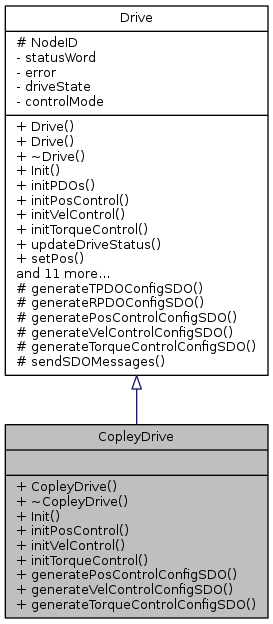 Drive
# NodeID
- statusWord
- error
- driveState
- controlMode
+ Drive()
+ Drive()
+ ~Drive()
+ Init()
+ initPDOs()
+ initPosControl()
+ initVelControl()
+ initTorqueControl()
+ updateDriveStatus()
+ setPos()
and 11 more...
# generateTPDOConfigSDO()
# generateRPDOConfigSDO()
# generatePosControlConfigSDO()
# generateVelControlConfigSDO()
# generateTorqueControlConfigSDO()
# sendSDOMessages()
CopleyDrive
+ CopleyDrive()
+ ~CopleyDrive()
+ Init()
+ initPosControl()
+ initVelControl()
+ initTorqueControl()
+ generatePosControlConfigSDO()
+ generateVelControlConfigSDO()
+ generateTorqueControlConfigSDO()